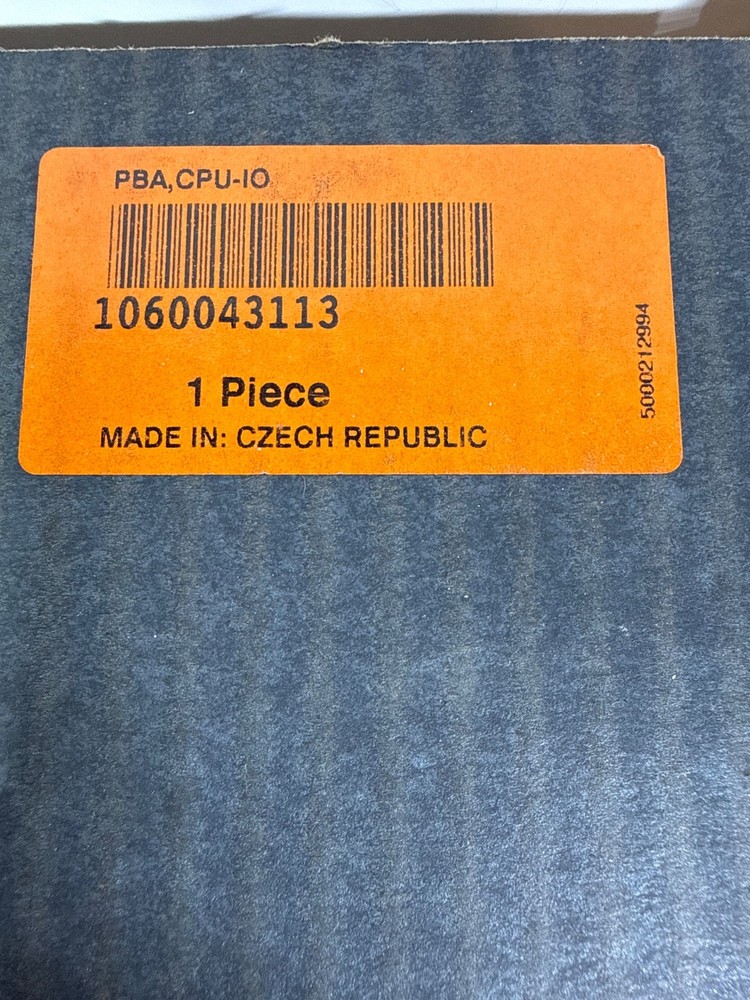 PBA,CPU-IO
1060043113
1 Piece
MADE IN: CZECH REPUBLIC
5000212994